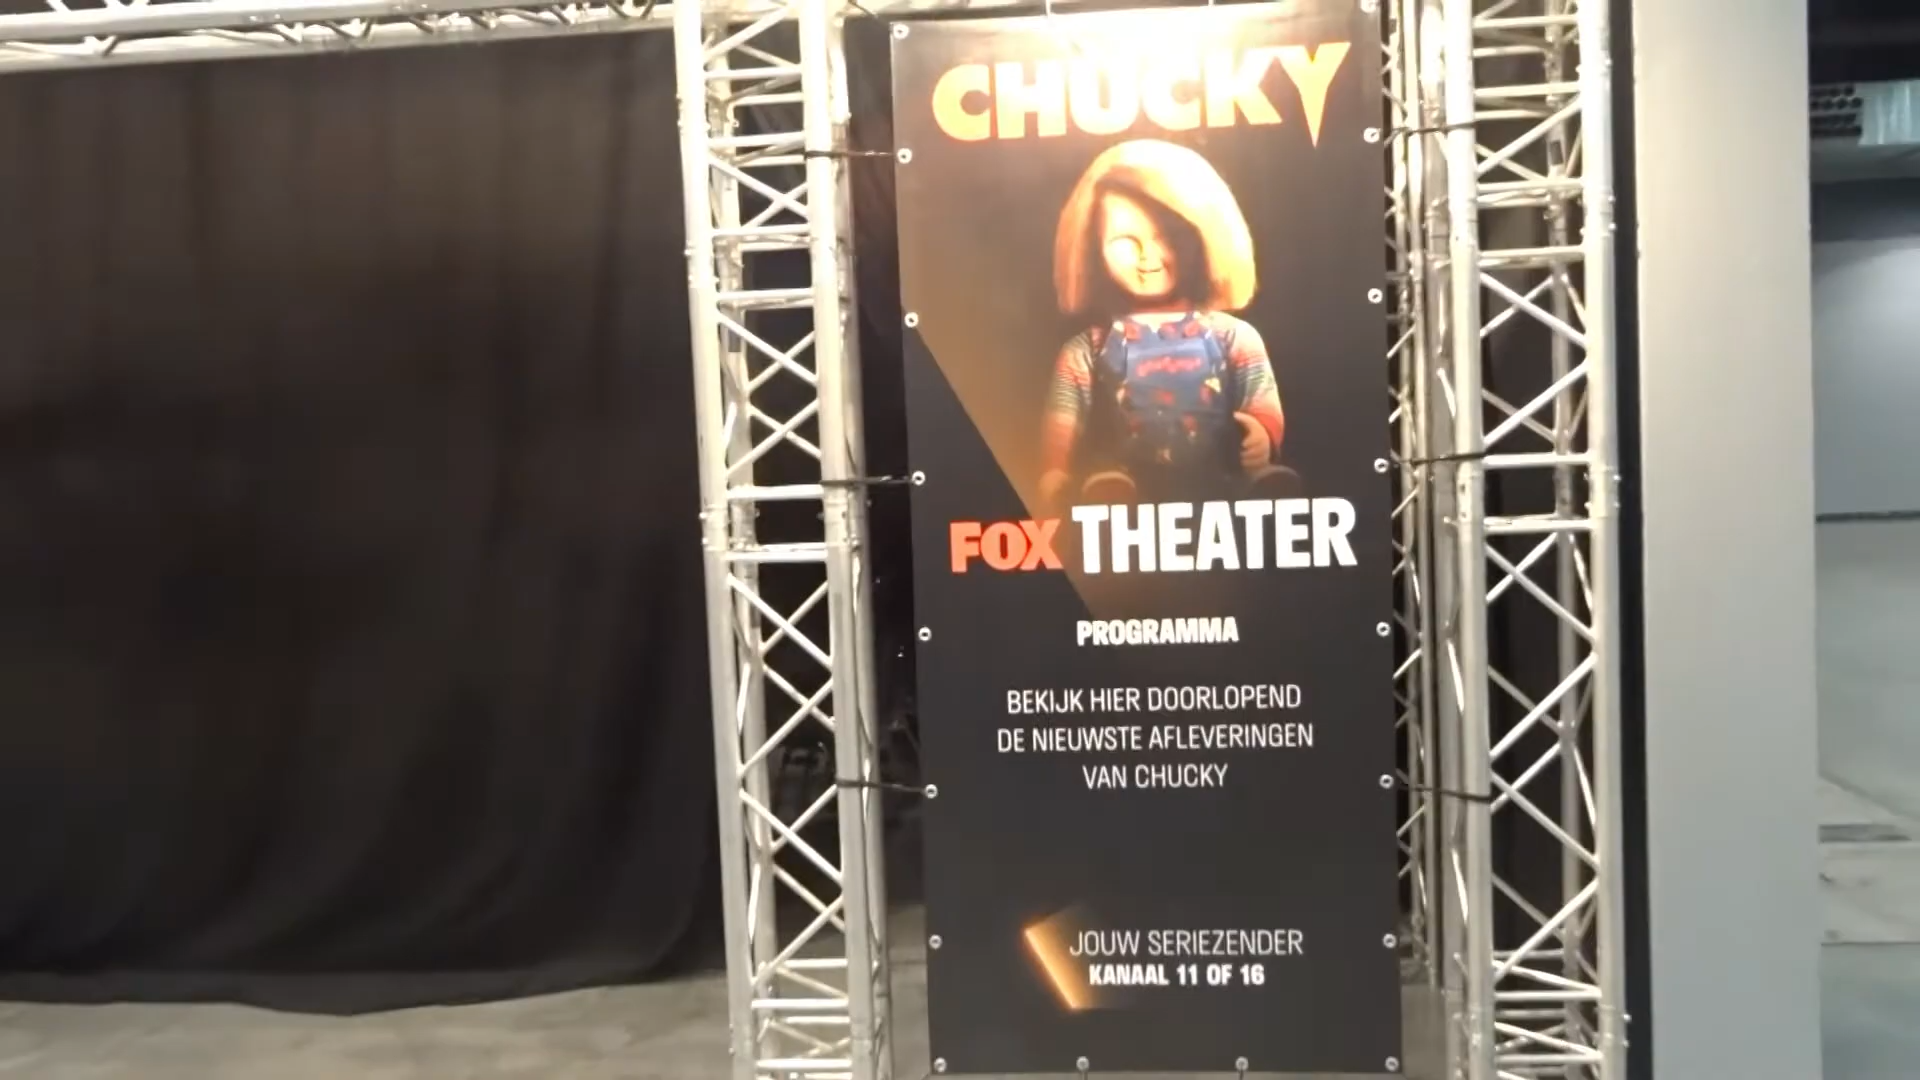 CHUCKY
FOX THEATER
PROGRAMMA
BEKIJK HIER DOORLOPEND
DE NIEUWSTE AFLEVERINGEN
VAN CHUCKY
JOUW SERIEZENDER
KANAAL 11 OF 16